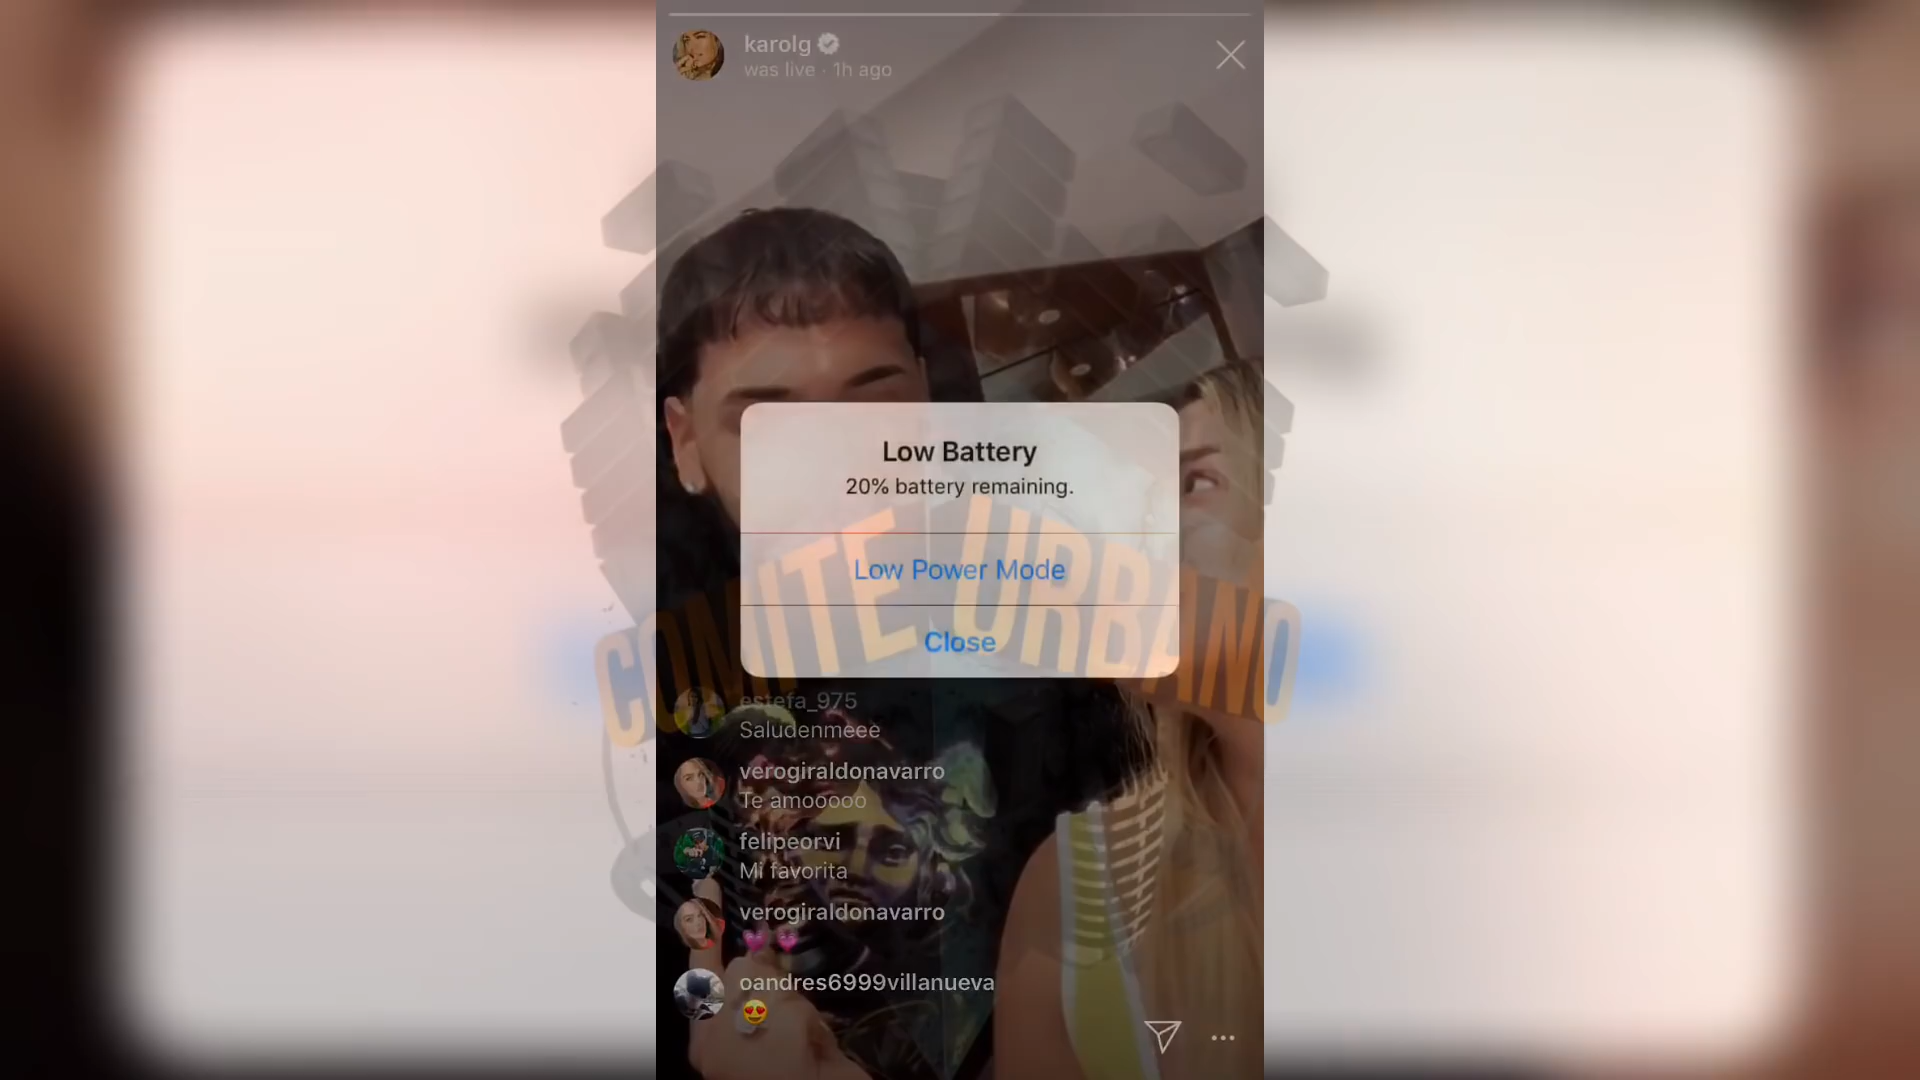 karolg
was live · 1h ago
Low Battery
20% battery remaining.
Low Power Mode
Close
COMITE URBANO
estefa_975
Saludenmeee
verogiraldonavarro
Te amooooo
felipeorvi
Mi favorita
verogiraldonavarro
💗 💗
oandres6999villanueva
😍